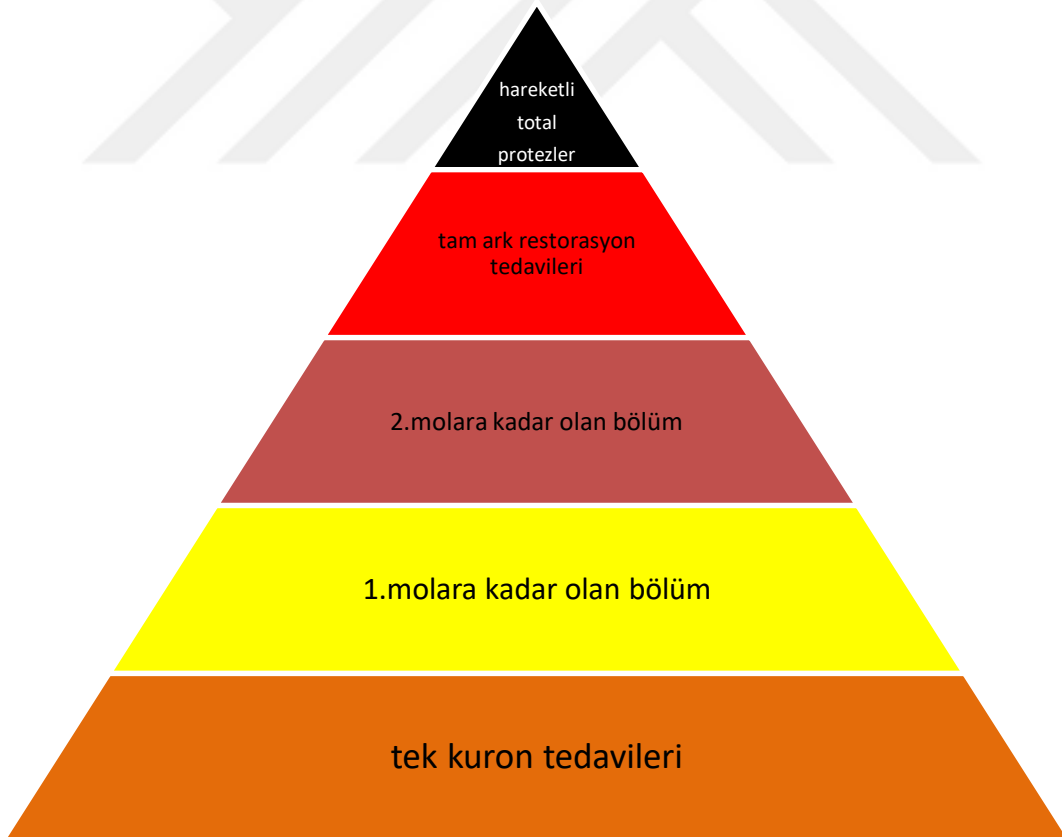 hareketli
total
protezler
tam ark restorasyon
tedavileri
2.molara kadar olan bölüm
1.molara kadar olan bölüm
tek kuron tedavileri